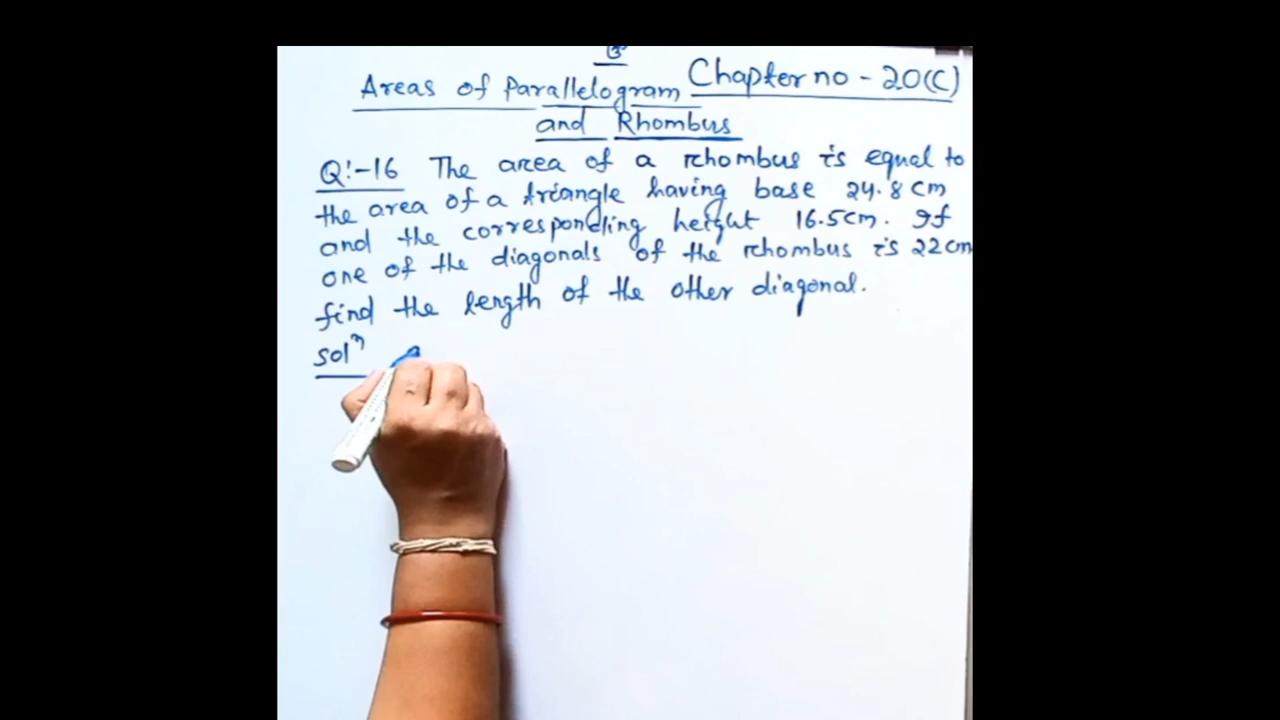 Areas of Parallelogram Chapter no - 20(C)
and Rhombus
Q:-16 The area of a rhombus is equal to
the area of a triangle having base 24.8 cm
and the corresponding height 16.5cm. If
one of the diagonals of the rhombus is 22cm
find the length of the other diagonal.
solⁿ